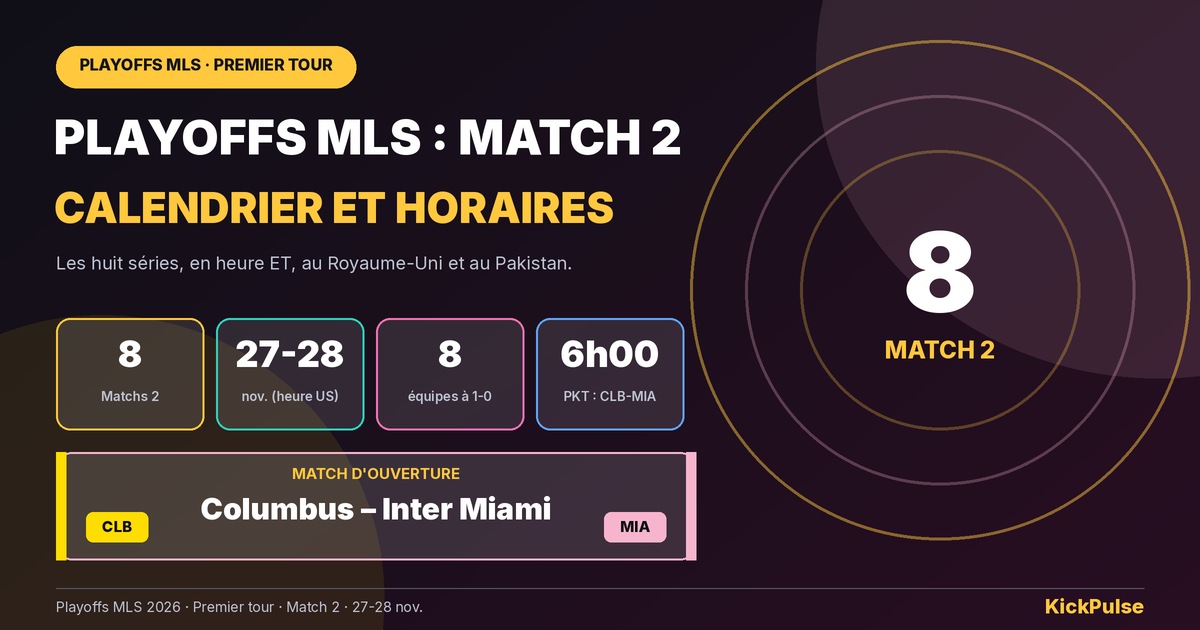 PLAYOFFS MLS · PREMIER TOUR
PLAYOFFS MLS : MATCH 2
CALENDRIER ET HORAIRES
Les huit séries, en heure ET, au Royaume-Uni et au Pakistan.
8
Matchs 2
27-28
nov. (heure US)
8
équipes à 1-0
6h00
PKT : CLB-MIA
MATCH D'OUVERTURE
Columbus – Inter Miami
CLB
MIA
8
MATCH 2
Playoffs MLS 2026 · Premier tour · Match 2 · 27-28 nov.
KickPulse